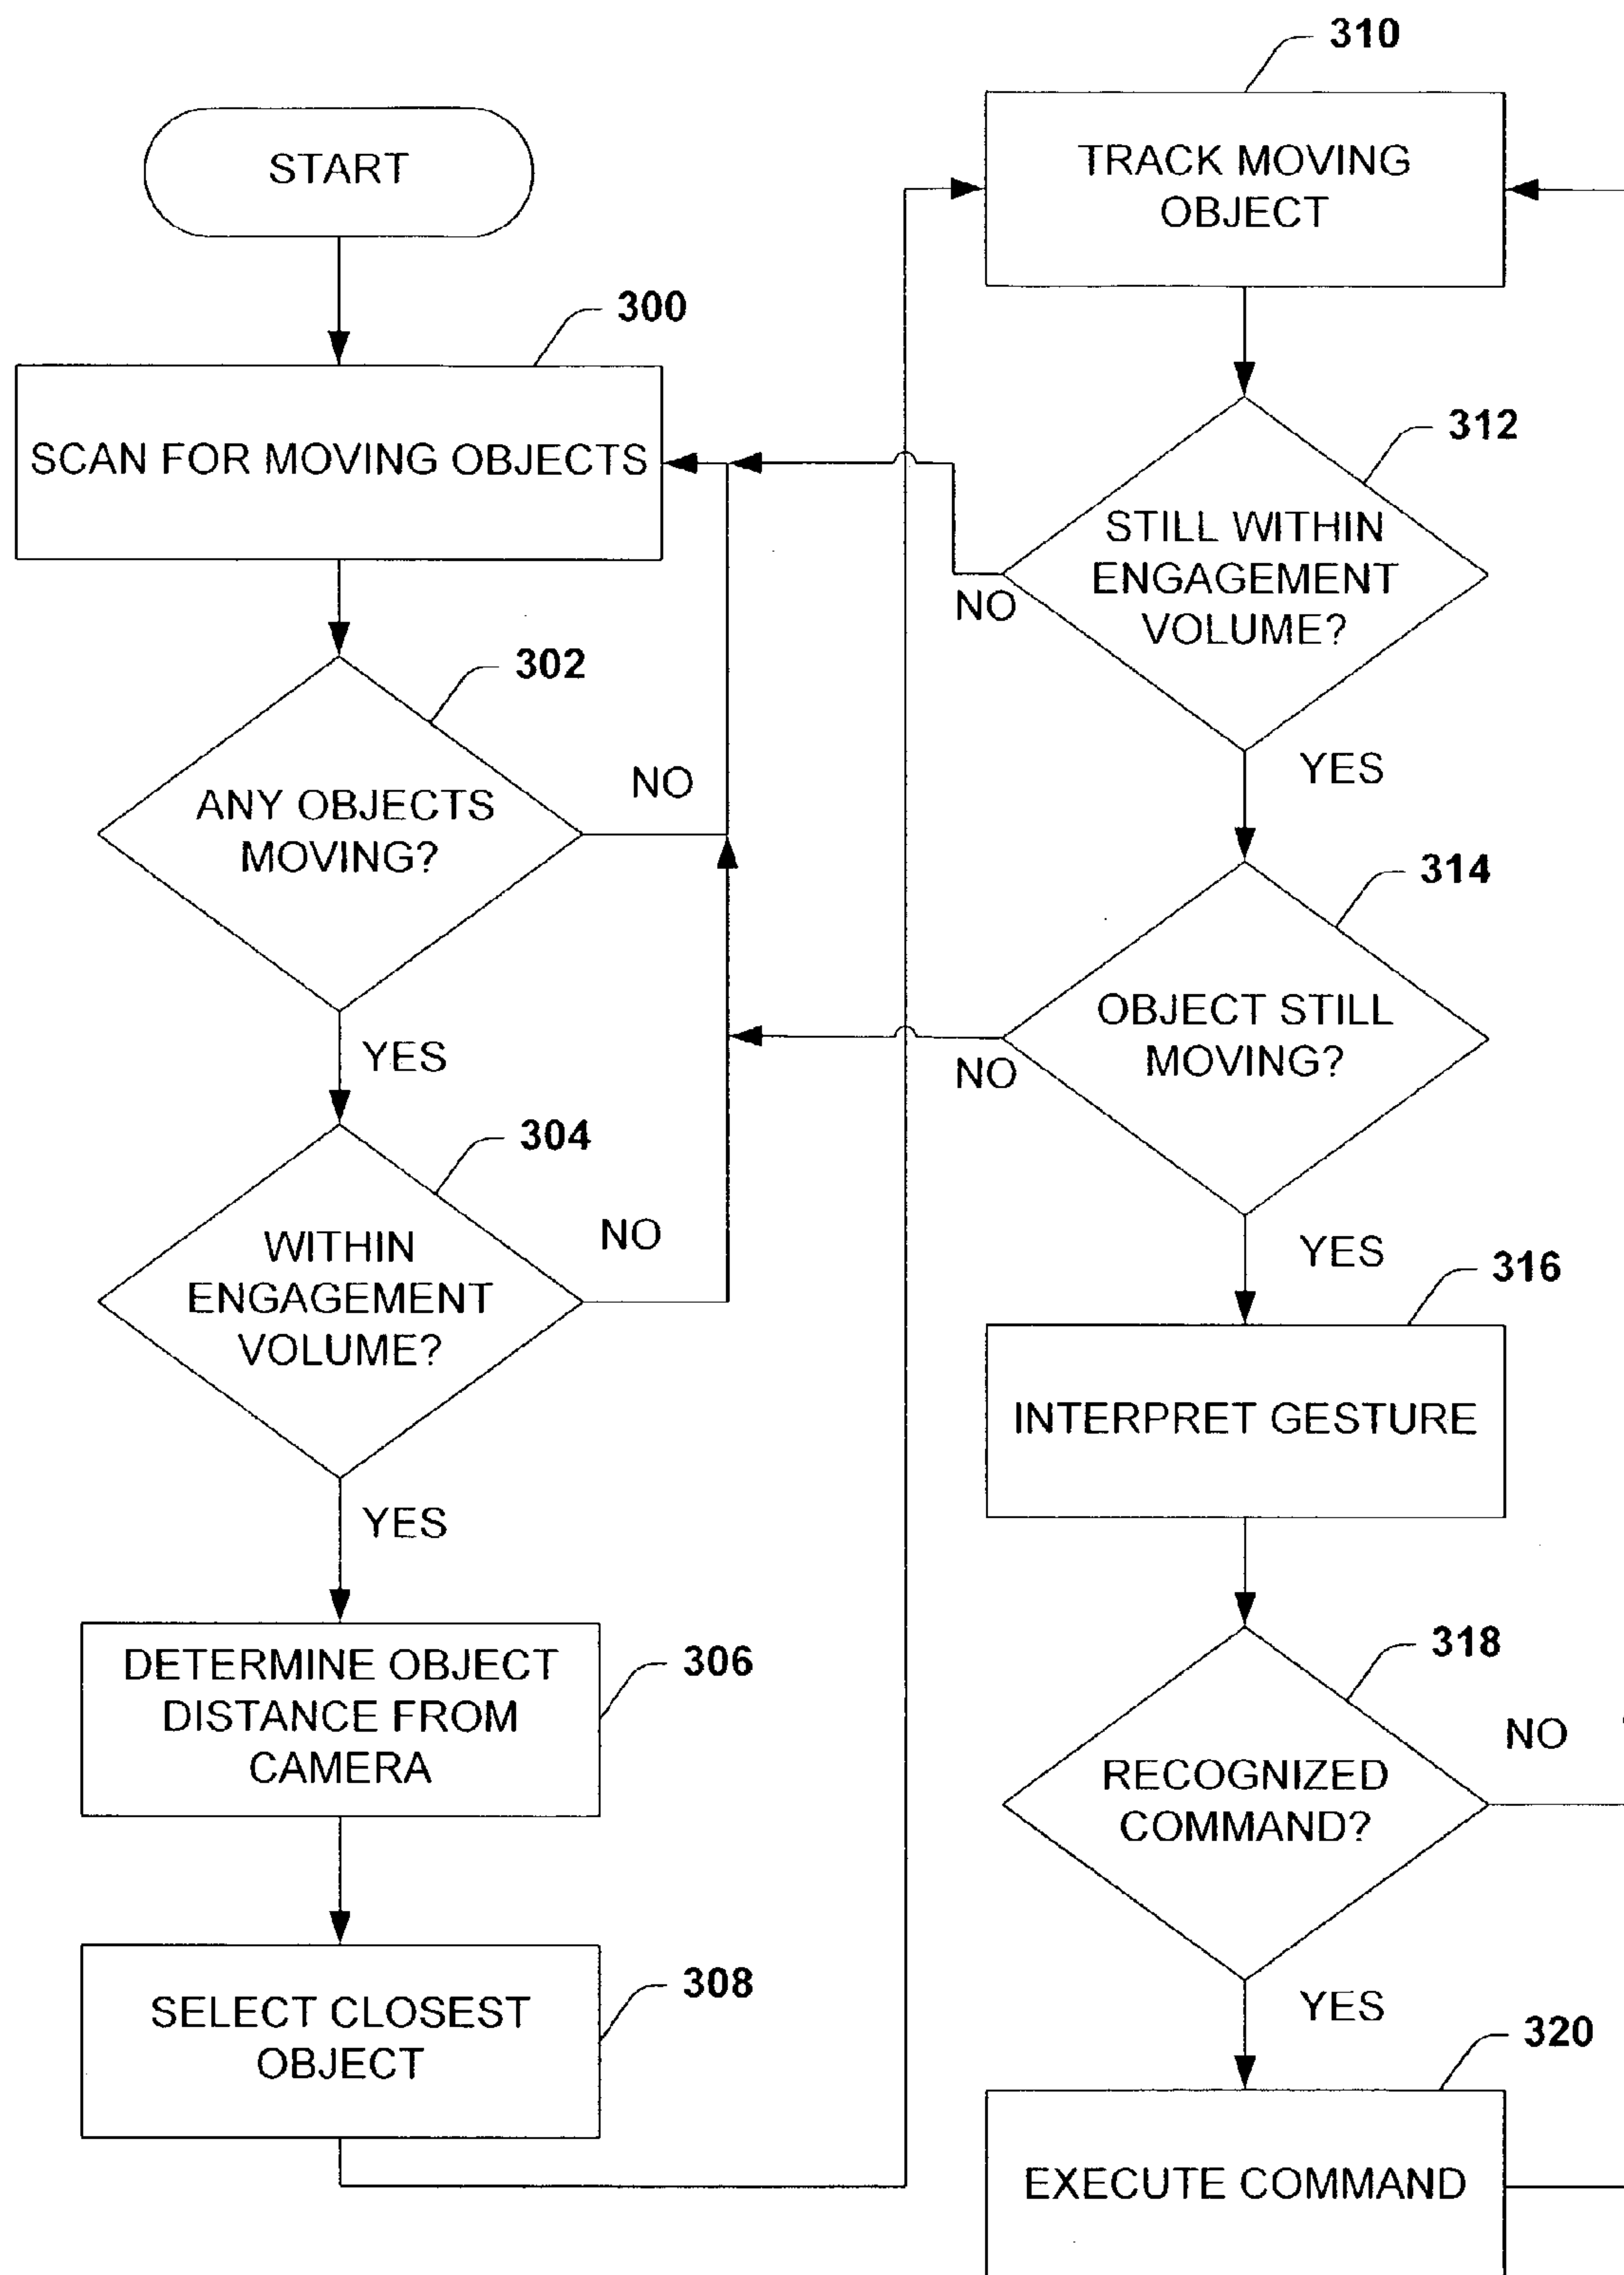 START
300
SCAN FOR MOVING OBJECTS
302
ANY OBJECTS
MOVING?
NO
YES
304
WITHIN
ENGAGEMENT
VOLUME?
NO
YES
306
DETERMINE OBJECT
DISTANCE FROM
CAMERA
308
SELECT CLOSEST
OBJECT
310
TRACK MOVING
OBJECT
312
STILL WITHIN
ENGAGEMENT
VOLUME?
NO
YES
314
OBJECT STILL
MOVING?
NO
YES
316
INTERPRET GESTURE
318
RECOGNIZED
COMMAND?
NO
YES
320
EXECUTE COMMAND